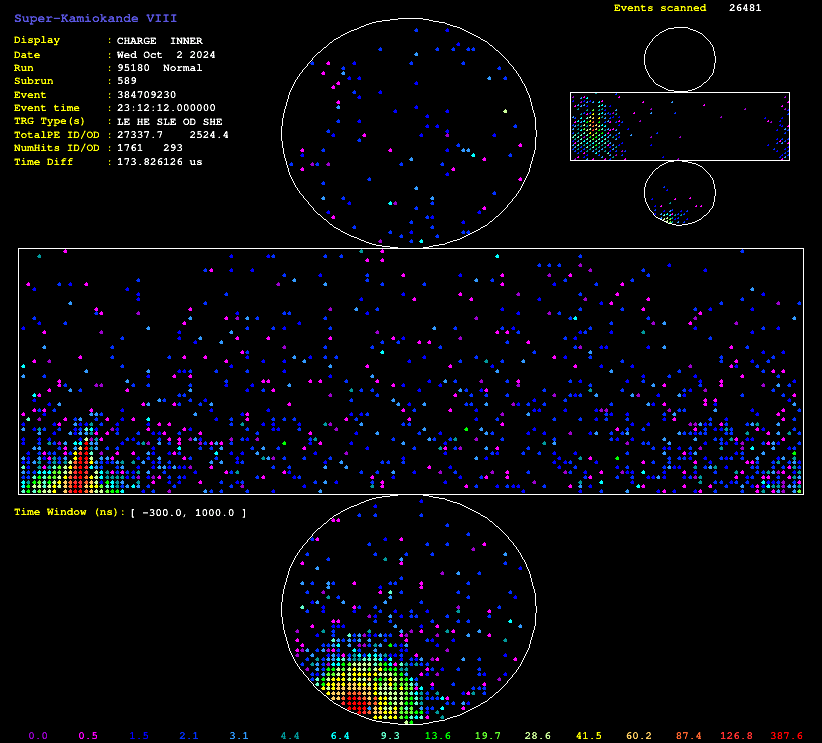 Super-Kamiokande VIII
Events scanned 26481
Display : CHARGE INNER
Date : Wed Oct 2 2024
Run : 95180 Normal
Subrun : 589
Event : 384709230
Event time : 23:12:12.000000
TRG Type(s) : LE HE SLE OD SHE
TotalPE ID/OD : 27337.7 2524.4
NumHits ID/OD : 1761 293
Time Diff : 173.826126 us
Time Window (ns): [ -300.0, 1000.0 ]
0.0 0.5 1.5 2.1 3.1 4.4 6.4 9.3 13.6 19.7 28.6 41.5 60.2 87.4 126.8 387.6